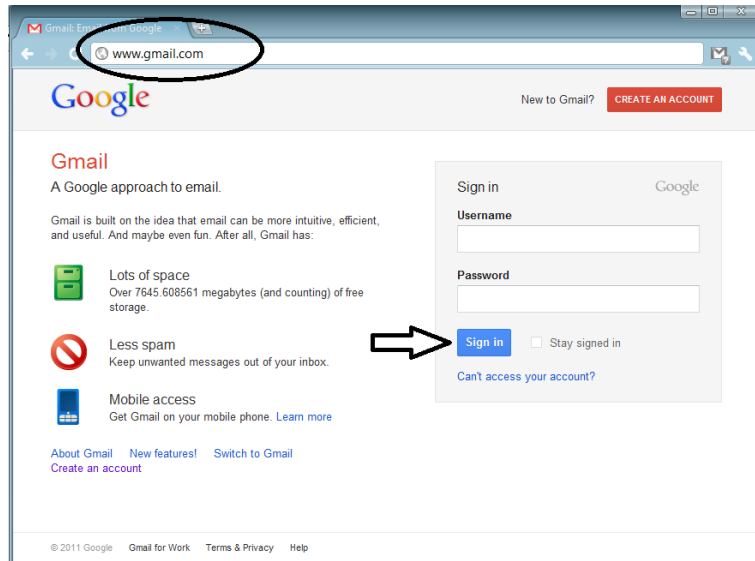 Gmail: Email from Google
www.gmail.com
Google
New to Gmail? CREATE AN ACCOUNT
Gmail
A Google approach to email.
Gmail is built on the idea that email can be more intuitive, efficient,
and useful. And maybe even fun. After all, Gmail has:
Lots of space
Over 7645.608561 megabytes (and counting) of free
storage.
Less spam
Keep unwanted messages out of your inbox.
Mobile access
Get Gmail on your mobile phone. Learn more
About Gmail New features! Switch to Gmail
Create an account
Sign in Google
Username
Password
Sign in Stay signed in
Can't access your account?
© 2011 Google Gmail for Work Terms & Privacy Help